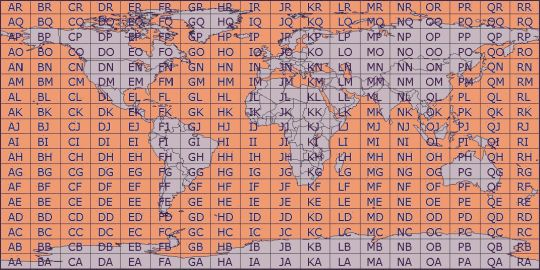 AR BR CR DR ER FR GR HR IR JR KR LR MR NR OR PR QR RR
AQ BQ CQ DQ EQ FQ GQ HQ IQ JQ KQ LQ MQ NQ OQ PQ QQ RQ
AP BP CP DP EP FP GP HP IP JP KP LP MP NP OP PP QP RP
AO BO CO DO EO FO GO HO IO JO KO LO MO NO OO PO QO RO
AN BN CN DN EN FN GN HN IN JN KN LN MN NN ON PN QN RN
AM BM CM DM EM FM GM HM IM JM KM LM MM NM OM PM QM RM
AL BL CL DL EL FL GL HL IL JL KL LL ML NL OL PL QL RL
AK BK CK DK EK FK GK HK IK JK KK LK MK NK OK PK QK RK
AJ BJ CJ DJ EJ FJ GJ HJ IJ JJ KJ LJ MJ NJ OJ PJ QJ RJ
AI BI CI DI EI FI GI HI II JI KI LI MI NI OI PI QI RI
AH BH CH DH EH FH GH HH IH JH KH LH MH NH OH PH QH RH
AG BG CG DG EG FG GG HG IG JG KG LG MG NG OG PG QG RG
AF BF CF DF EF FF GF HF IF JF KF LF MF NF OF PF QF RF
AE BE CE DE EE FE GE HE IE JE KE LE ME NE OE PE QE RE
AD BD CD DD ED FD GD HD ID JD KD LD MD ND OD PD QD RD
AC BC CC DC EC FC GC HC IC JC KC LC MC NC OC PC QC RC
AB BB CB DB EB FB GB HB IB JB KB LB MB NB OB PB QB RB
AA BA CA DA EA FA GA HA IA JA KA LA MA NA OA PA QA RA